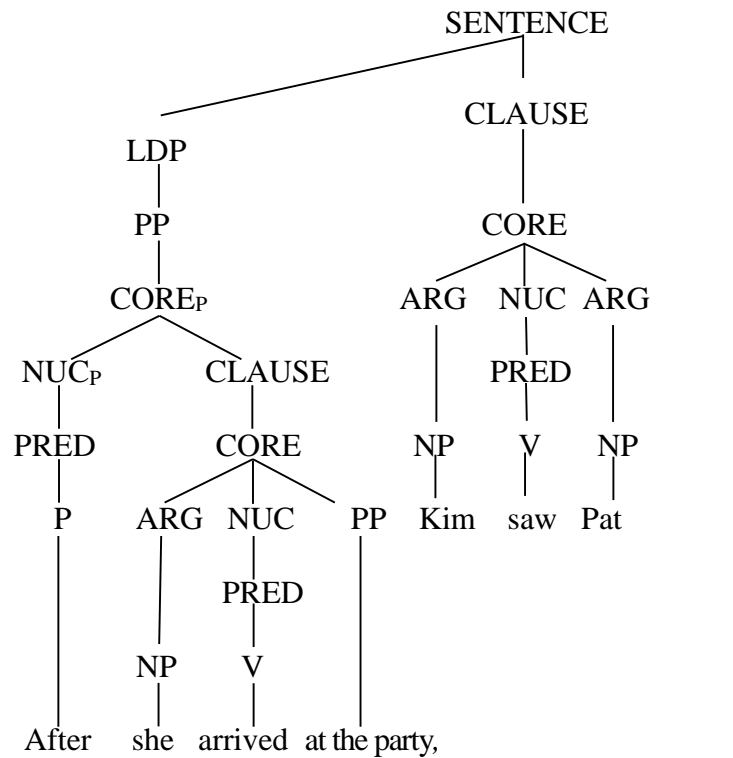 SENTENCE
CLAUSE
LDP
PP CORE
COREP ARG NUC ARG
NUCP CLAUSE PRED
PRED CORE NP V NP
P ARG NUC PP Kim saw Pat
PRED
NP V
After she arrived at the party,